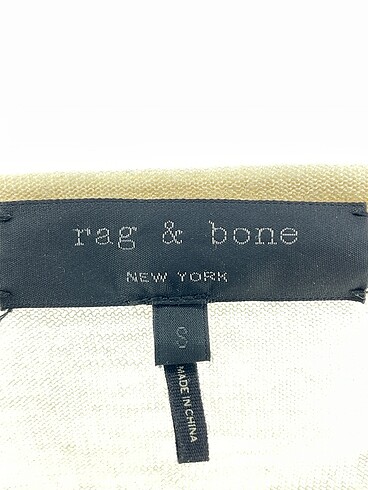 rag & bone
NEW YORK
S
MADE IN CHINA